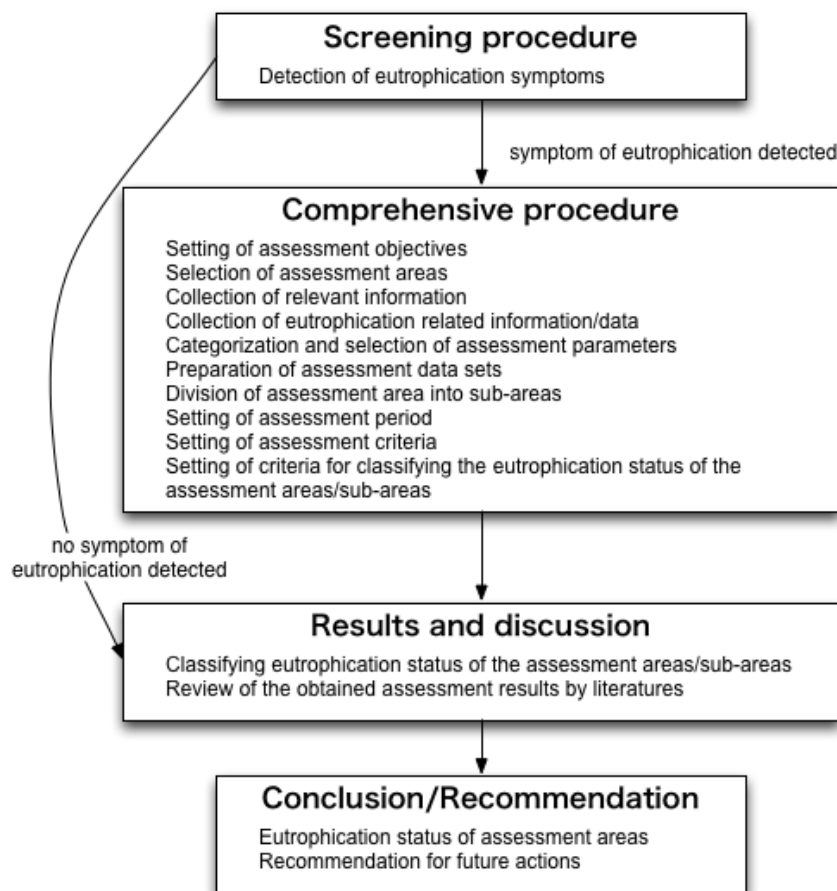 Screening procedure
Detection of eutrophication symptoms
symptom of eutrophication detected
Comprehensive procedure
Setting of assessment objectives
Selection of assessment areas
Collection of relevant information
Collection of eutrophication related information/data
Categorization and selection of assessment parameters
Preparation of assessment data sets
Division of assessment area into sub-areas
Setting of assessment period
Setting of assessment criteria
Setting of criteria for classifying the eutrophication status of the
assessment areas/sub-areas
no symptom of
eutrophication detected
Results and discussion
Classifying eutrophication status of the assessment areas/sub-areas
Review of the obtained assessment results by literatures
Conclusion/Recommendation
Eutrophication status of assessment areas
Recommendation for future actions